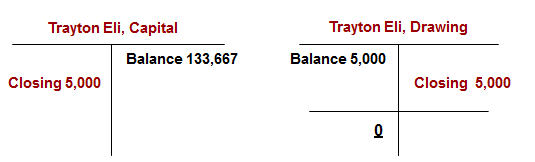 Trayton Eli, Capital
Balance 133,667
Closing 5,000
Trayton Eli, Drawing
Balance 5,000
Closing 5,000
0